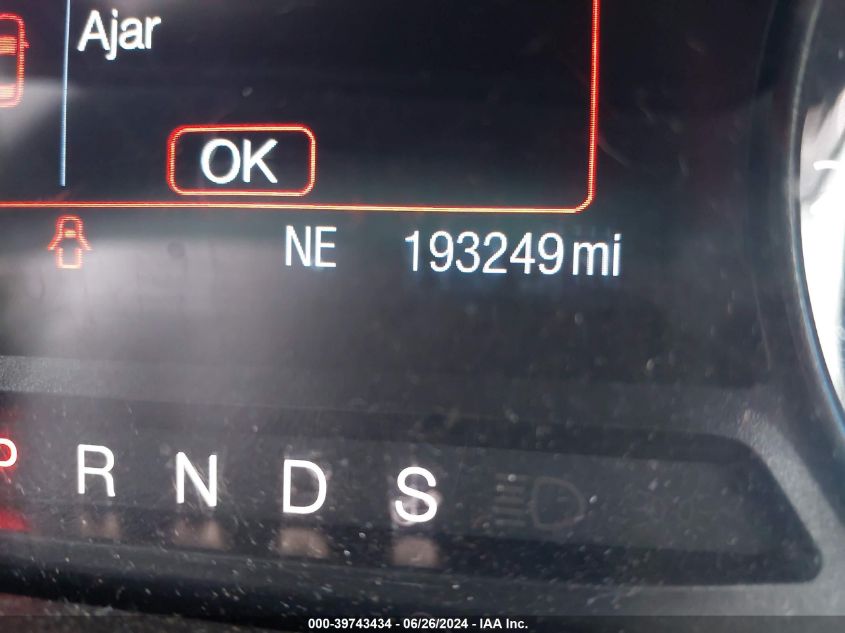 Ajar
OK
NE 193249 mi
P R N D S
000-39743434 - 06/26/2024 - IAA Inc.